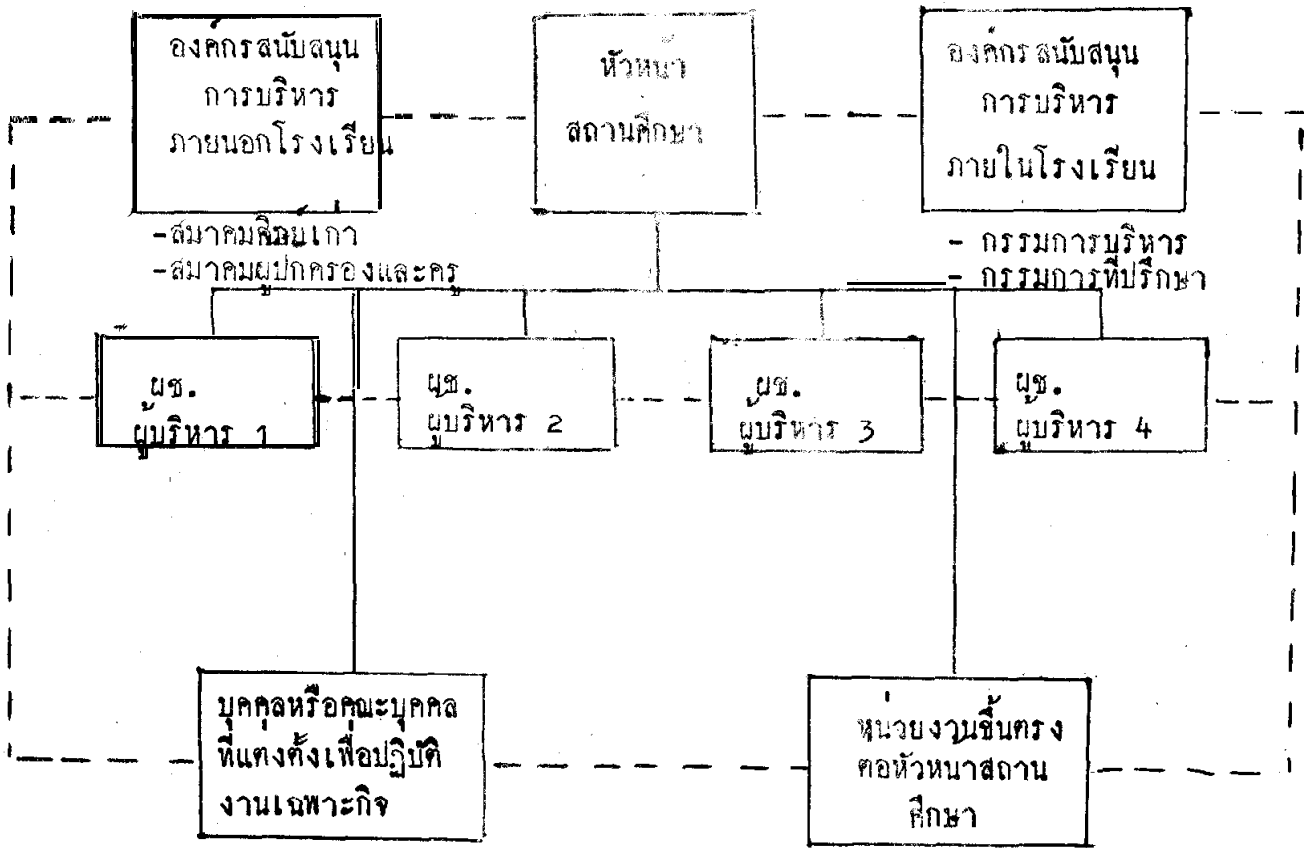 องค์กรสนับสนุน
การบริหาร
ภายนอกโรงเรียน
หัวหน้า
สถานศึกษา
องค์กรสนับสนุน
การบริหาร
ภายในโรงเรียน
-สมาคมศิษย์เก่า
-สมาคมผู้ปกครองและครู
- กรรมการบริหาร
- กรรมการที่ปรึกษา
ผช.
ผู้บริหาร 1
ผช.
ผู้บริหาร 2
ผช.
ผู้บริหาร 3
ผช.
ผู้บริหาร 4
บุคคลหรือคณะบุคคล
ที่แต่งตั้งเพื่อปฏิบัติ
งานเฉพาะกิจ
หน่วยงานขึ้นตรง
ต่อหัวหน้าสถาน
ศึกษา